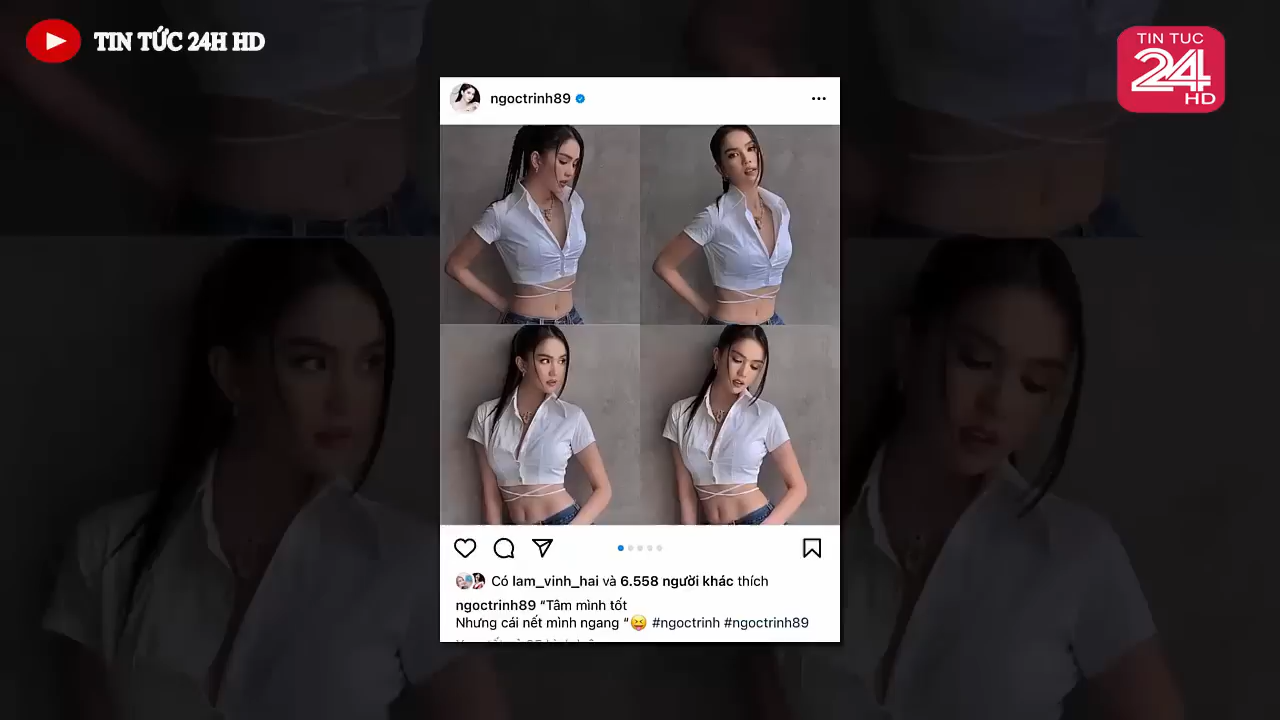 TIN TỨC 24H HD
TIN TUC
24
HD
ngoctrinh89
Có lam_vinh_hai và 6.558 người khác thích
ngoctrinh89 “Tâm mình tốt
Nhưng cái nết mình ngang “😝 #ngoctrinh #ngoctrinh89